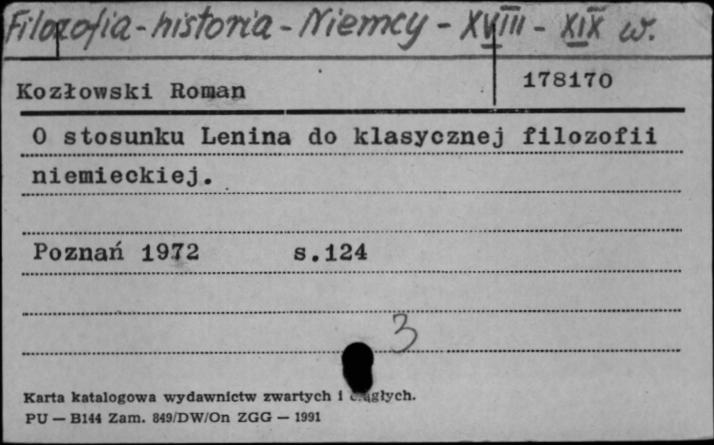 Filozofia - historia - Niemcy - XVIII - XIX w.
Kozłowski Roman
178170
O stosunku Lenina do klasycznej filozofii
niemieckiej.
Poznań 1972 s.124
3
Karta katalogowa wydawnictw zwartych i ciągłych.
PU — B144 Zam. 849/DW/On ZGG — 1991